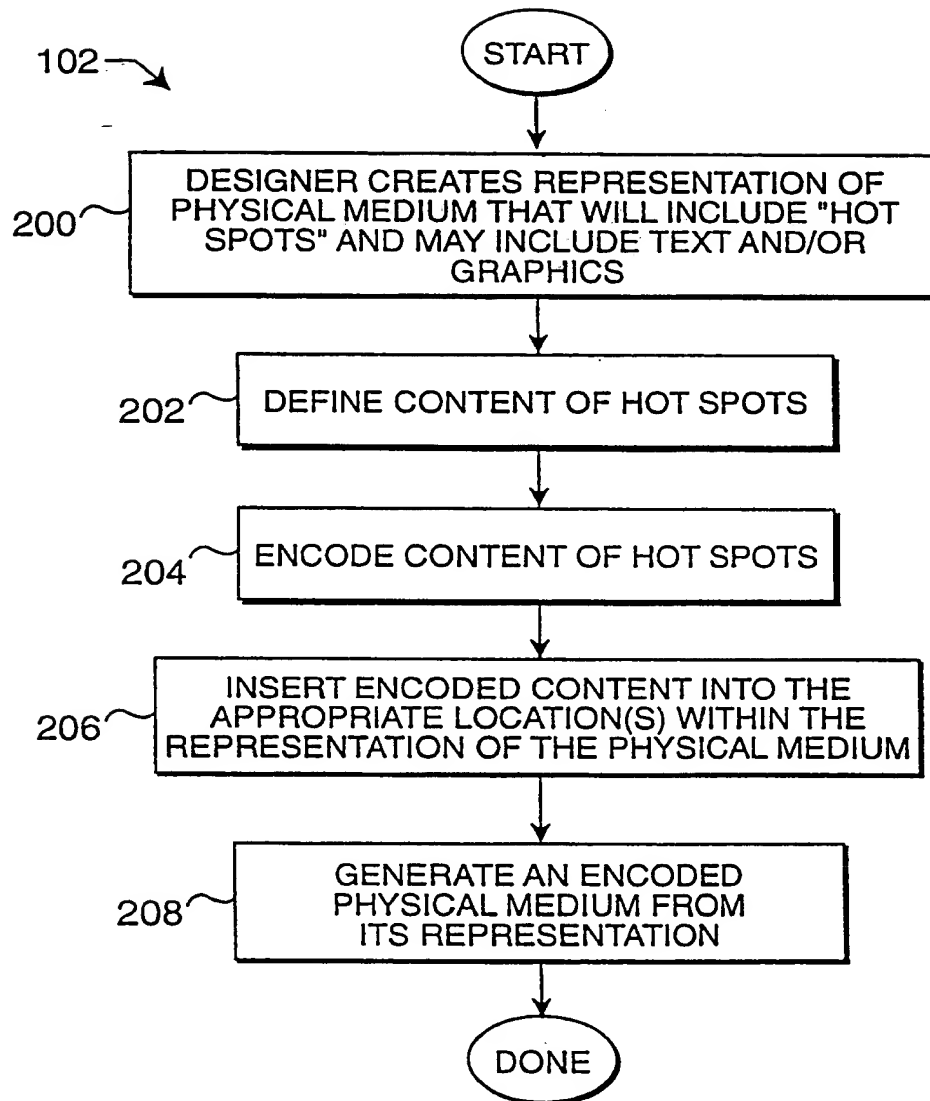 102
START
200
DESIGNER CREATES REPRESENTATION OF
PHYSICAL MEDIUM THAT WILL INCLUDE "HOT
SPOTS" AND MAY INCLUDE TEXT AND/OR
GRAPHICS
202
DEFINE CONTENT OF HOT SPOTS
204
ENCODE CONTENT OF HOT SPOTS
206
INSERT ENCODED CONTENT INTO THE
APPROPRIATE LOCATION(S) WITHIN THE
REPRESENTATION OF THE PHYSICAL MEDIUM
208
GENERATE AN ENCODED
PHYSICAL MEDIUM FROM
ITS REPRESENTATION
DONE